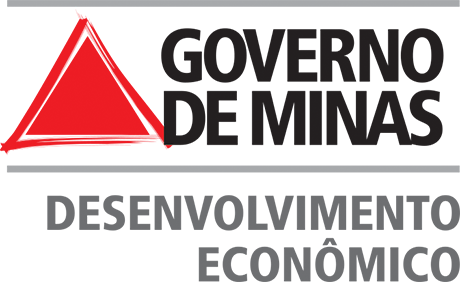 GOVERNO
DE MINAS
DESENVOLVIMENTO
ECONÔMICO